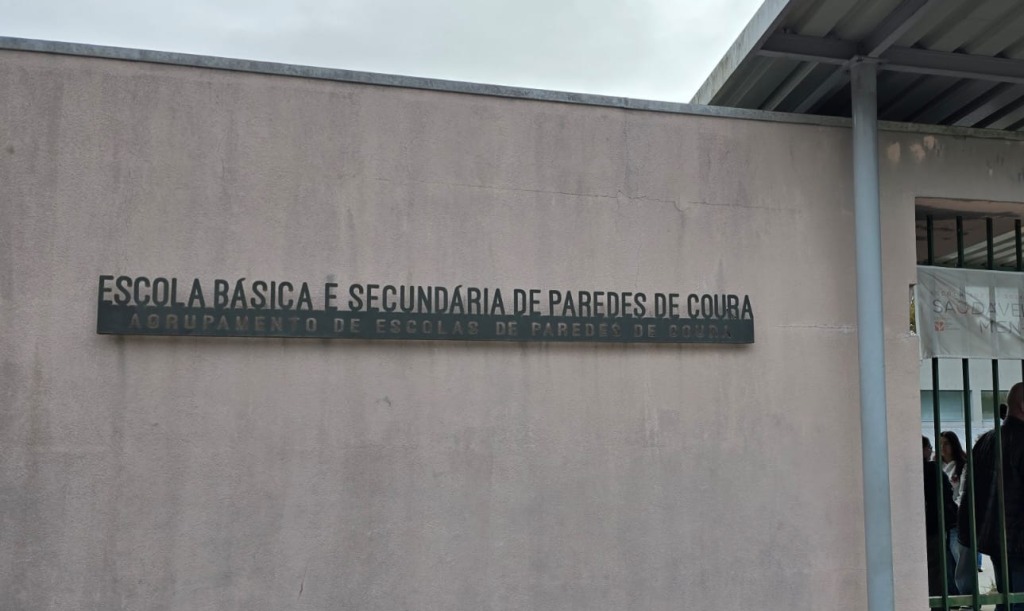 ESCOLA BÁSICA E SECUNDÁRIA DE PAREDES DE COURA
AGRUPAMENTO DE ESCOLAS DE PAREDES DE COURA